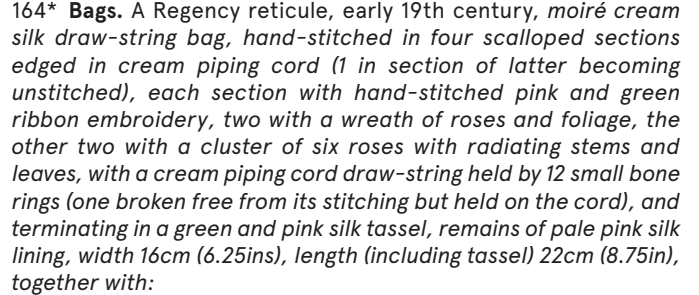 164* Bags. A Regency reticule, early 19th century, moiré cream
silk draw-string bag, hand-stitched in four scalloped sections
edged in cream piping cord (1 in section of latter becoming
unstitched), each section with hand-stitched pink and green
ribbon embroidery, two with a wreath of roses and foliage, the
other two with a cluster of six roses with radiating stems and
leaves, with a cream piping cord draw-string held by 12 small bone
rings (one broken free from its stitching but held on the cord), and
terminating in a green and pink silk tassel, remains of pale pink silk
lining, width 16cm (6.25ins), length (including tassel) 22cm (8.75in),
together with: